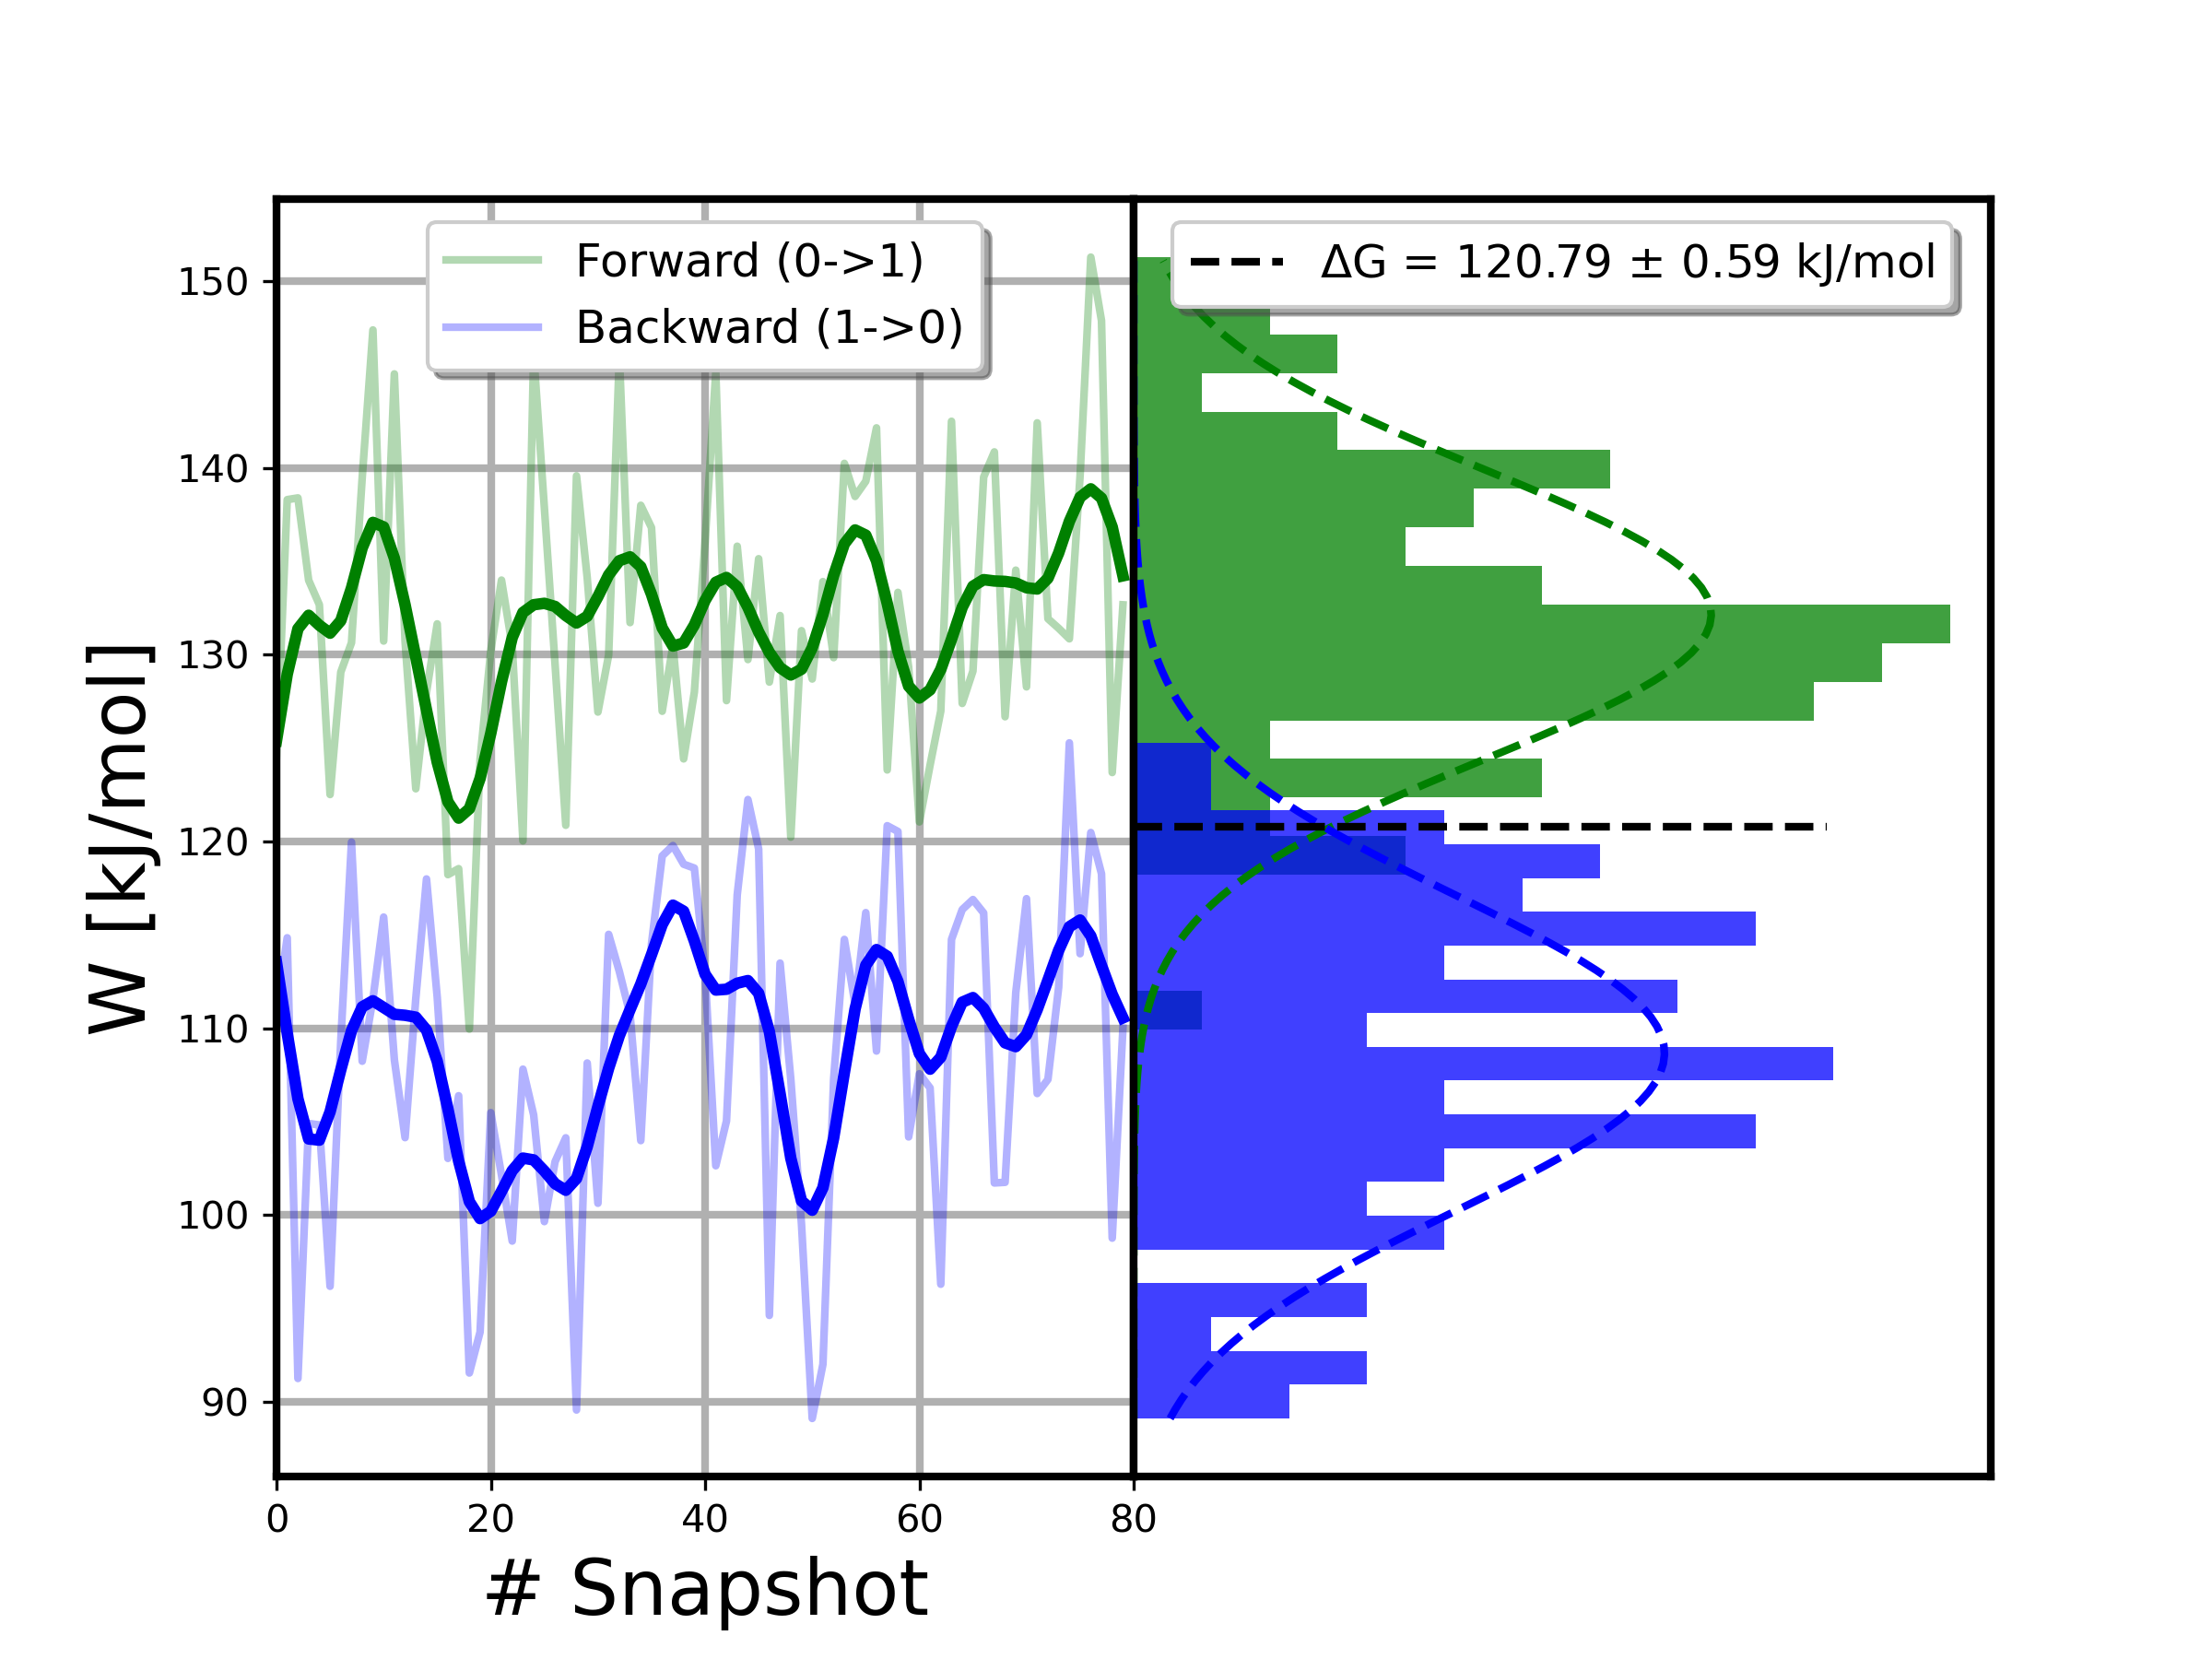 Forward (0->1)
Backward (1->0)
ΔG = 120.79 ± 0.59 kJ/mol
W [kJ/mol]
150
140
130
120
110
100
90
0 20 40 60 80
# Snapshot